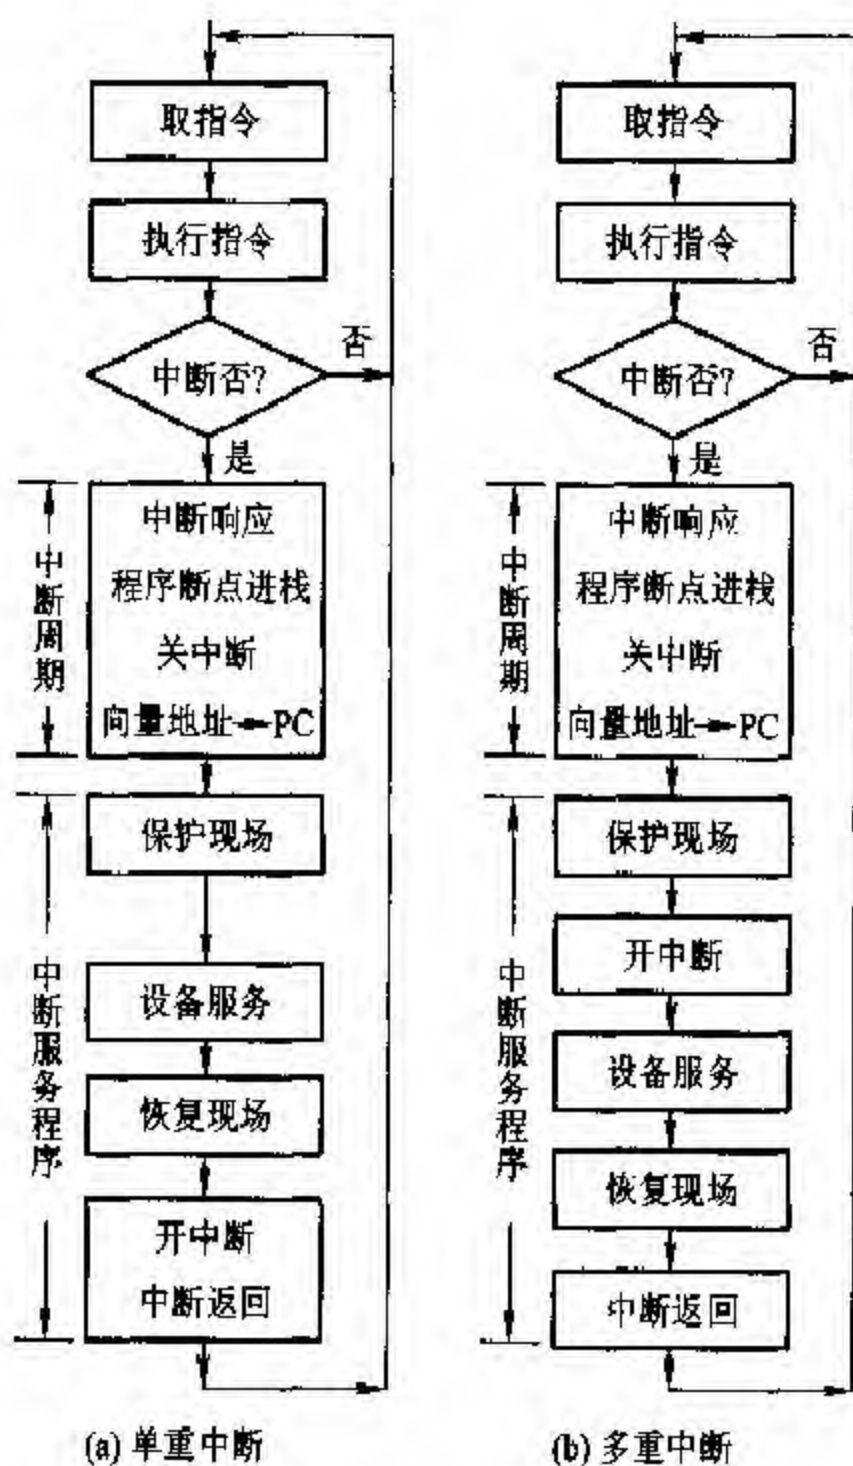 取指令
执行指令
中断否?
否
是
中断响应
程序断点进栈
关中断
向量地址→PC
中断周期
保护现场
设备服务
恢复现场
开中断
中断返回
中断服务程序
(a) 单重中断
取指令
执行指令
中断否?
否
是
中断响应
程序断点进栈
关中断
向量地址→PC
中断周期
保护现场
开中断
设备服务
恢复现场
中断返回
中断服务程序
(b) 多重中断